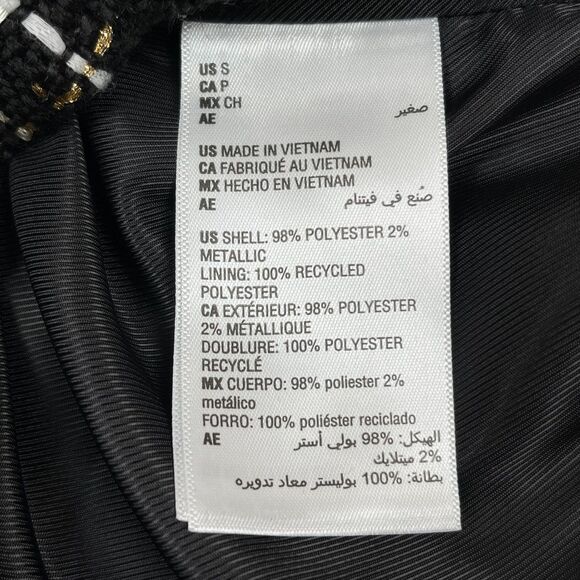 US S
CA P
MX CH
AE صغير
US MADE IN VIETNAM
CA FABRIQUÉ AU VIETNAM
MX HECHO EN VIETNAM
AE صُنع في فيتنام
US SHELL: 98% POLYESTER 2%
METALLIC
LINING: 100% RECYCLED
POLYESTER
CA EXTÉRIEUR: 98% POLYESTER
2% MÉTALLIQUE
DOUBLURE: 100% POLYESTER
RECYCLÉ
MX CUERPO: 98% poliester 2%
metálico
FORRO: 100% poliéster reciclado
AE الهيكل: 98% بولي أستر
2% ميتلايك
بطانة: 100% بوليستر معاد تدويره